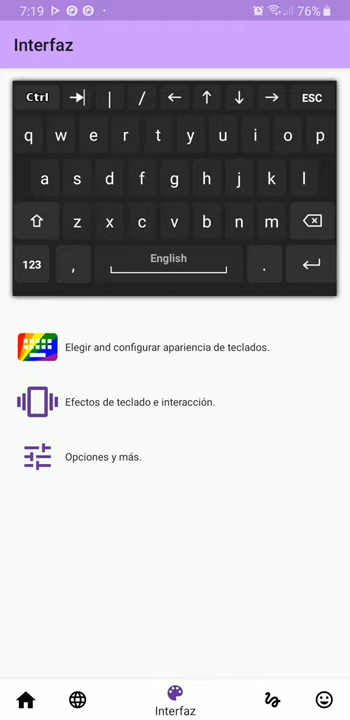 7:19 76%
Interfaz
Ctrl | / ← ↑ ↓ → ESC
q w e r t y u i o p
a s d f g h j k l
z x c v b n m
123 , English .
Elegir and configurar apariencia de teclados.
Efectos de teclado e interacción.
Opciones y más.
Interfaz